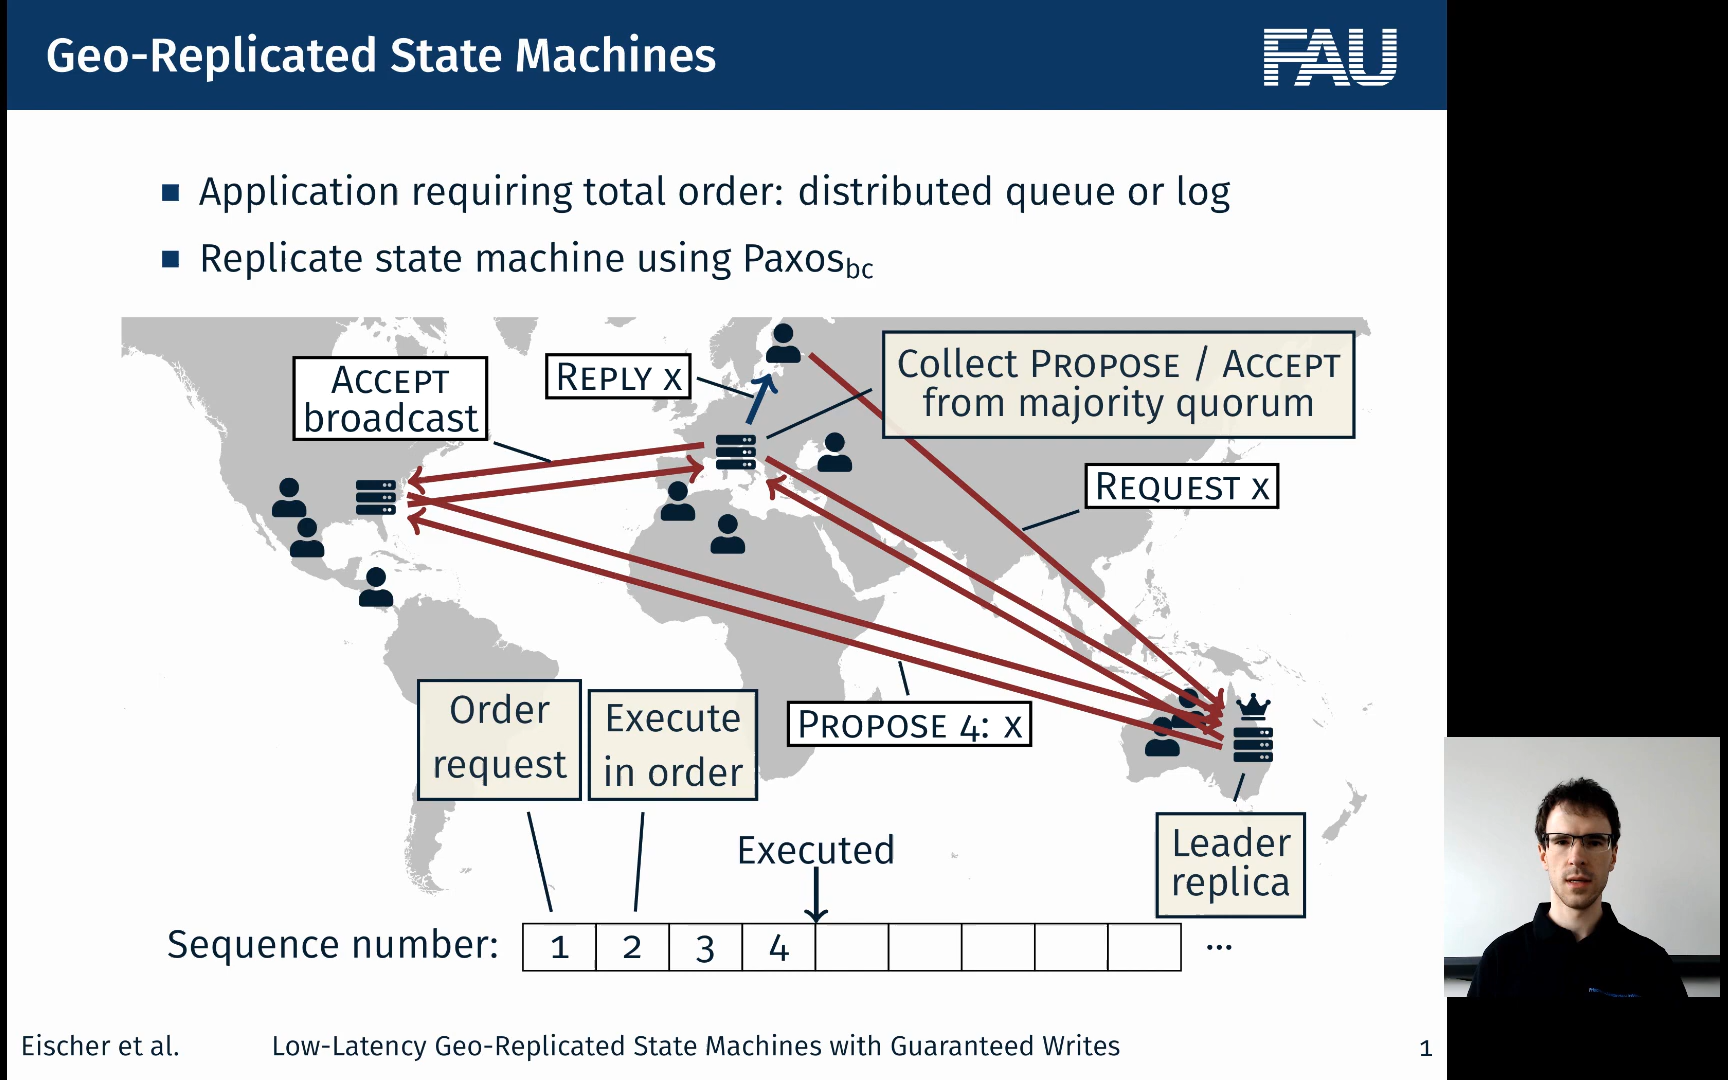 Geo-Replicated State Machines
FAU
Application requiring total order: distributed queue or log
Replicate state machine using Paxosbc
ACCEPT
broadcast
REPLY x
Collect PROPOSE / ACCEPT
from majority quorum
REQUEST x
Order
request
Execute
in order
PROPOSE 4: x
Executed
Leader
replica
Sequence number: 1 2 3 4 ...
Eischer et al. Low-Latency Geo-Replicated State Machines with Guaranteed Writes 1